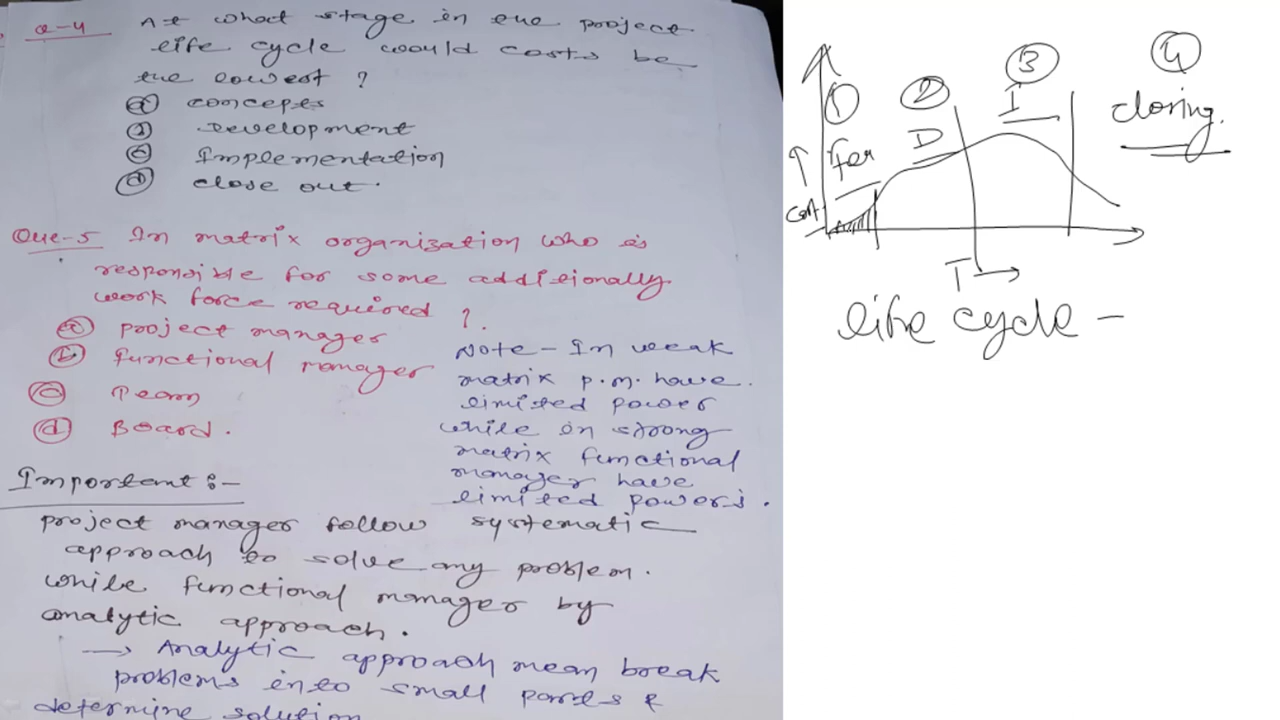 Q-4 At what stage in the project
life cycle would costs be
the lowest ?
(a) concepts
(b) Development
(c) Implementation
(d) close out.
Que-5 In matrix organization who is
responsible for some additionally
work force required ?.
(a) project manager
(b) functional manager
(c) Team
(d) Board.
Note - In weak
matrix p.m. have
limited power
while in strong
matrix functional
manager have
limited powers.
Important :-
project manager follow systematic
approach to solve any problem.
while functional manager by
analytic approach.
→ Analytic approach mean break
problems into small parts &
determine solution
1 2 3 4
D I closing.
↑
cost
T →
life cycle -